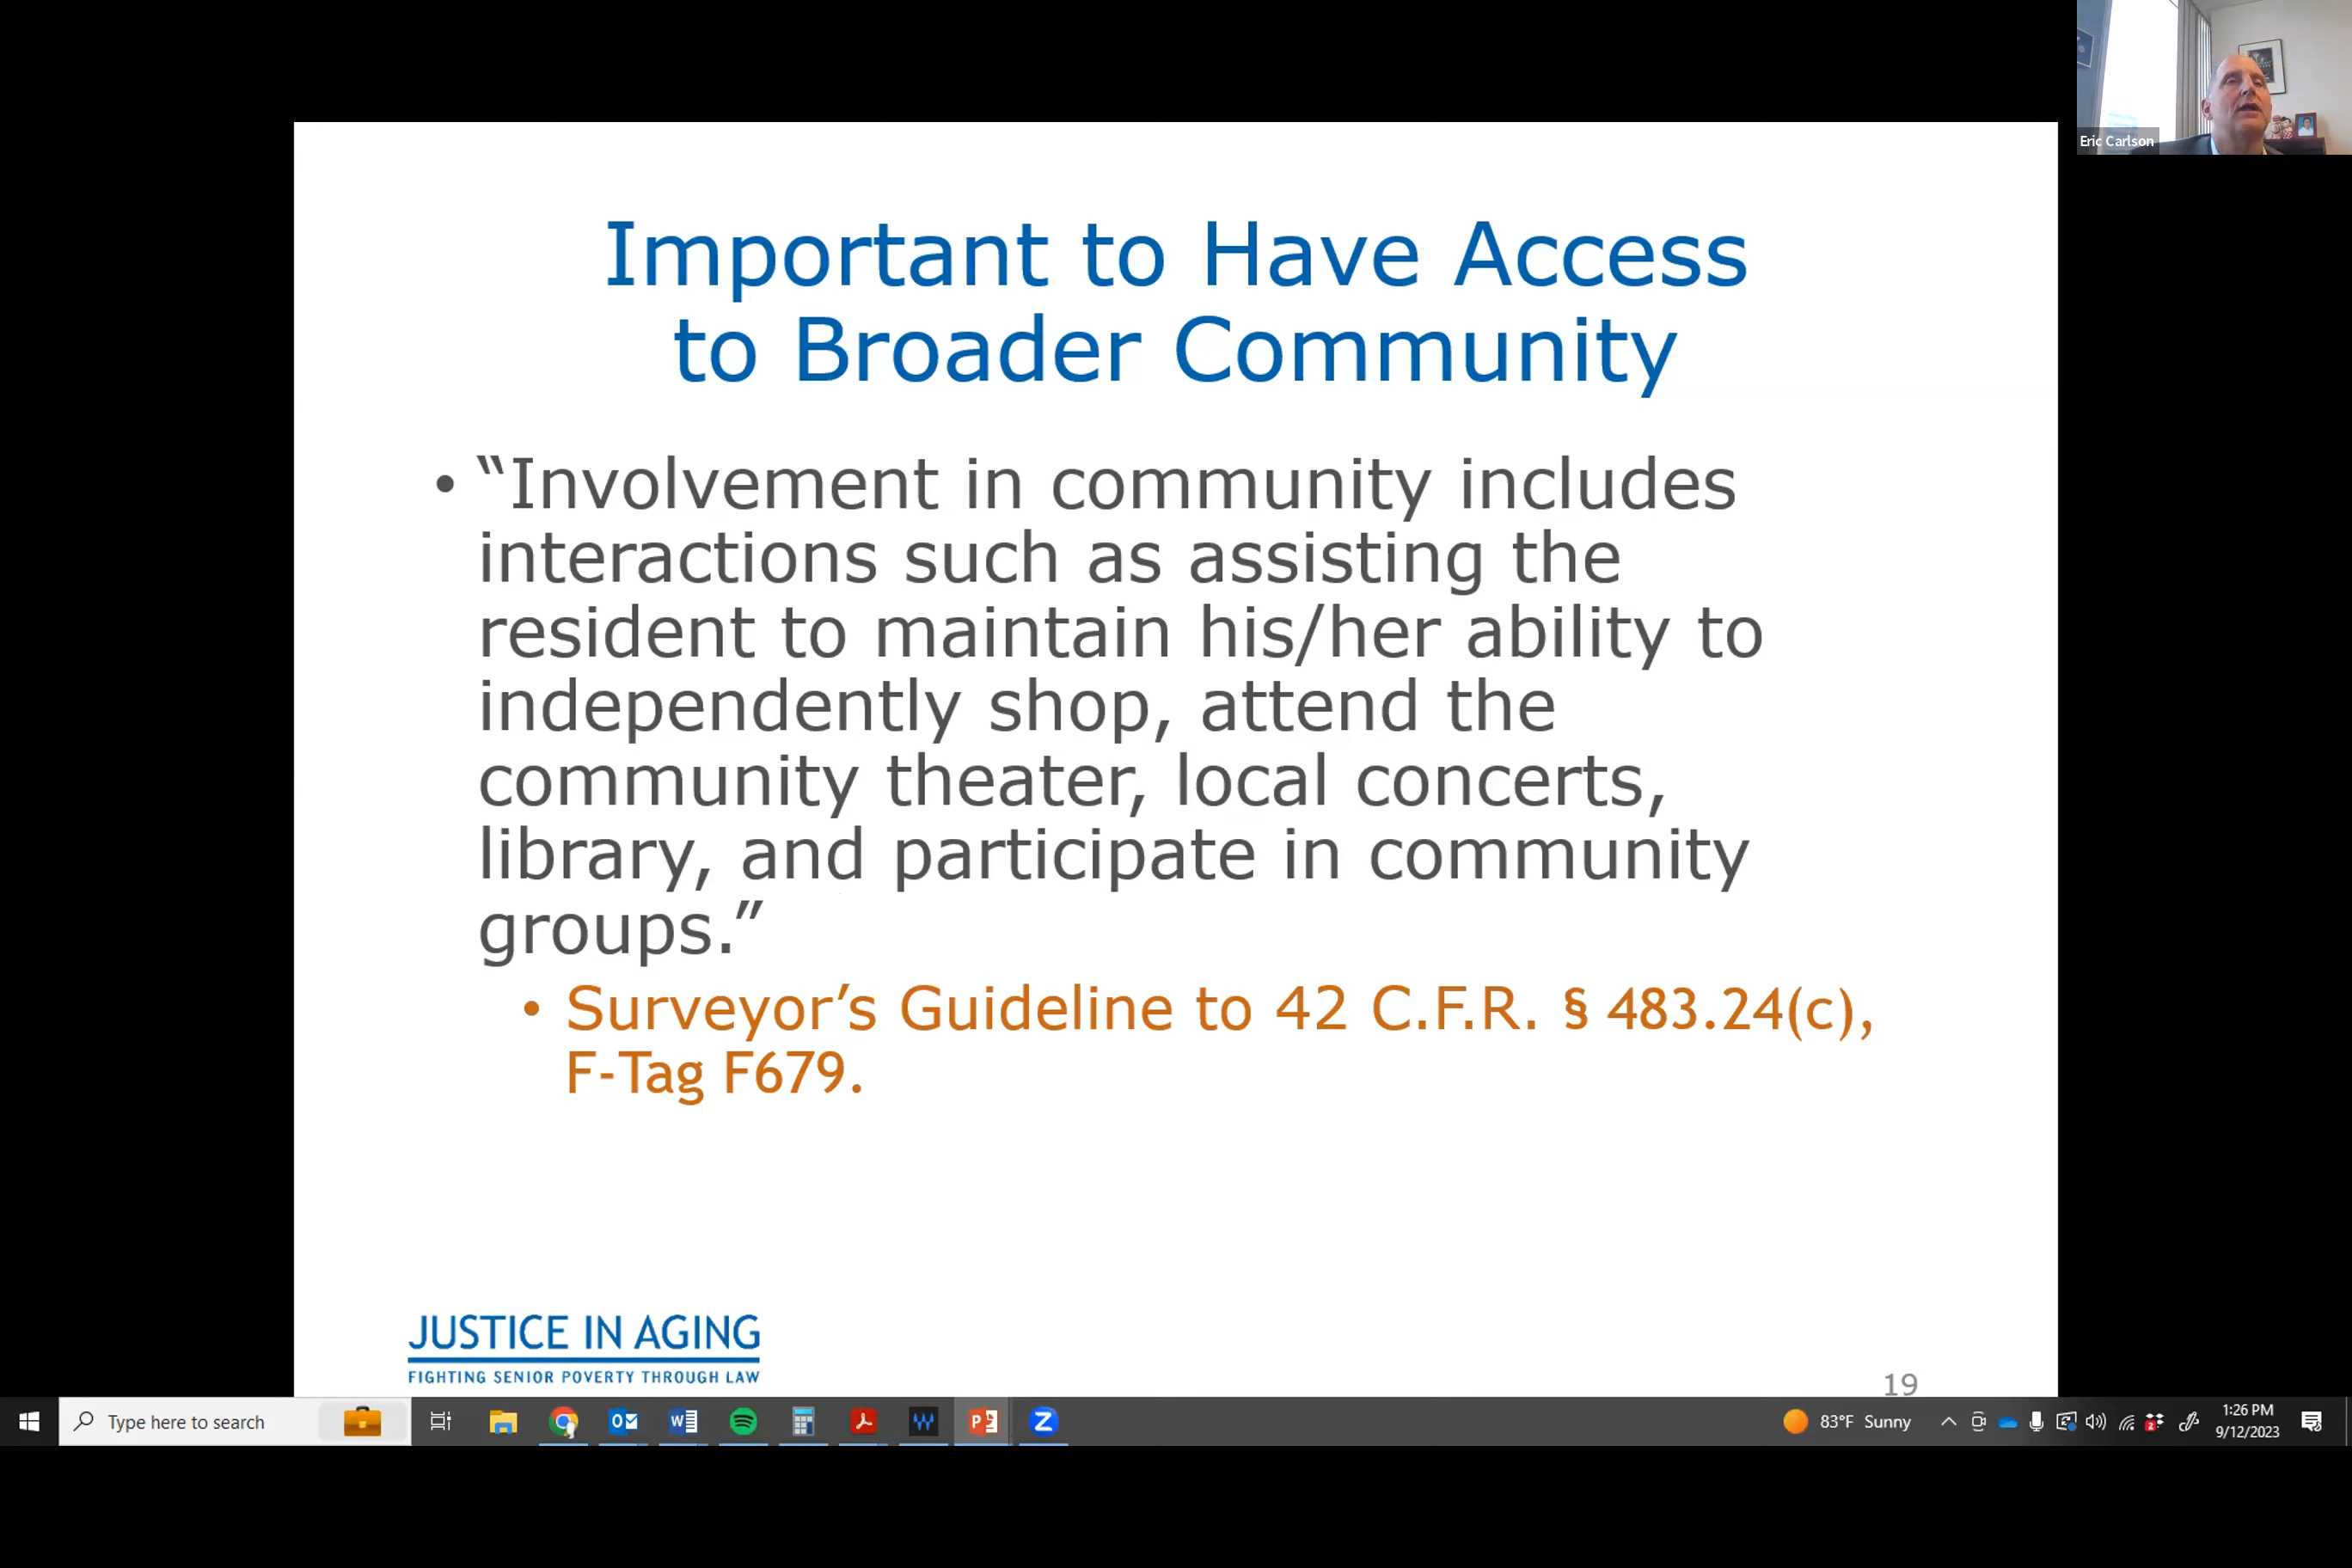 Eric Carlson
Important to Have Access
to Broader Community
• “Involvement in community includes
interactions such as assisting the
resident to maintain his/her ability to
independently shop, attend the
community theater, local concerts,
library, and participate in community
groups.”
• Surveyor’s Guideline to 42 C.F.R. § 483.24(c),
F-Tag F679.
JUSTICE IN AGING
FIGHTING SENIOR POVERTY THROUGH LAW
19
Type here to search
83°F Sunny
1:26 PM
9/12/2023